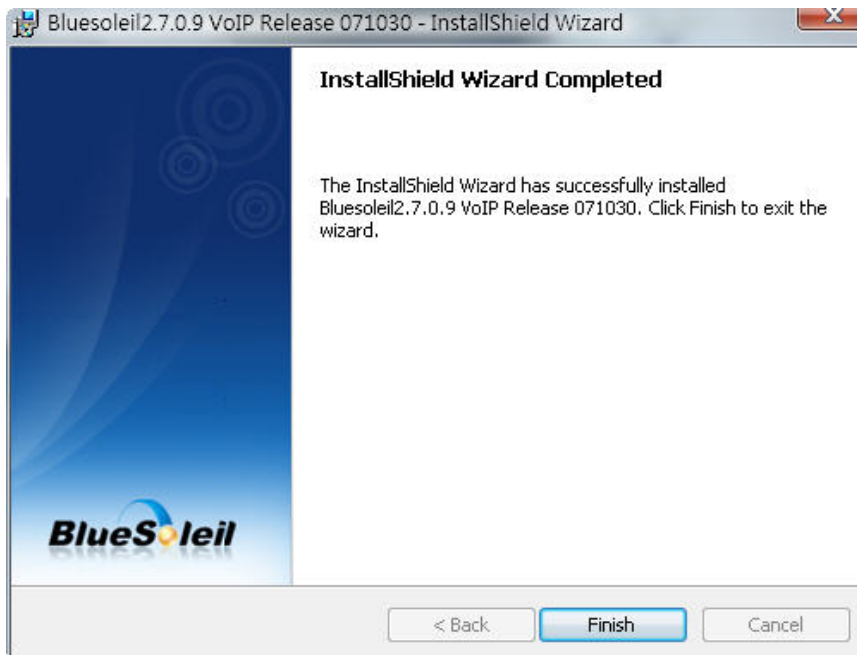 Bluesoleil2.7.0.9 VoIP Release 071030 - InstallShield Wizard
InstallShield Wizard Completed
The InstallShield Wizard has successfully installed
Bluesoleil2.7.0.9 VoIP Release 071030. Click Finish to exit the
wizard.
BlueSoleil
< Back
Finish
Cancel